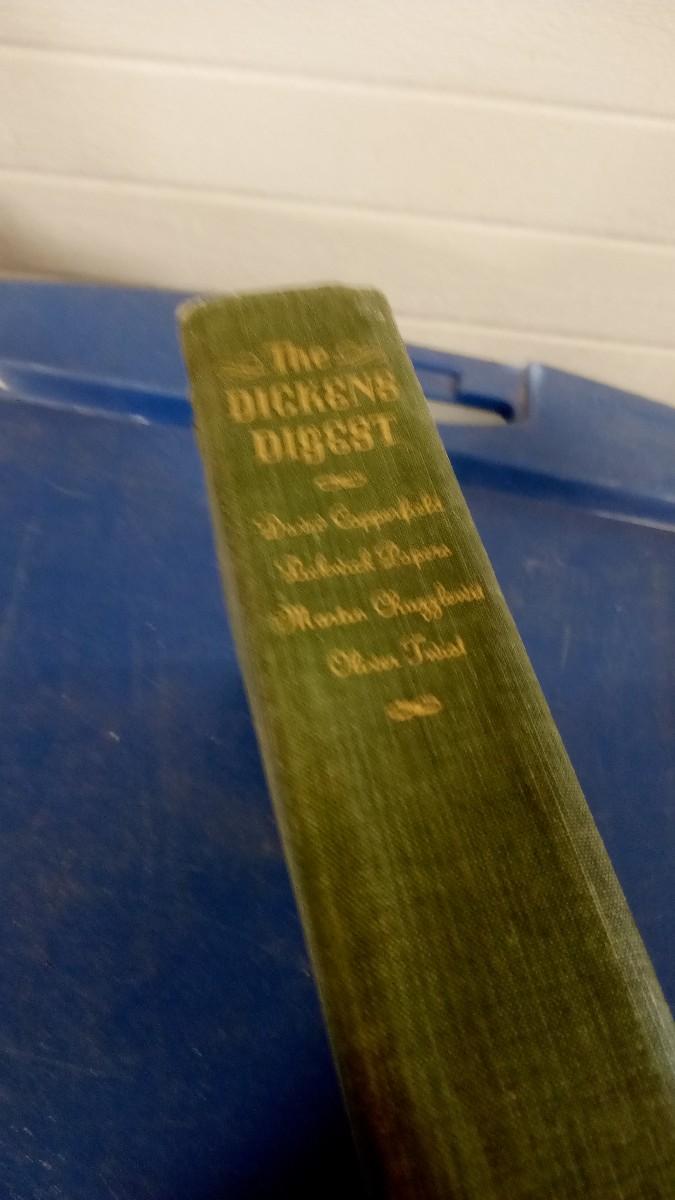 The
DICKENS
DIGEST
David Copperfield
Pickwick Papers
Martin Chuzzlewit
Oliver Twist